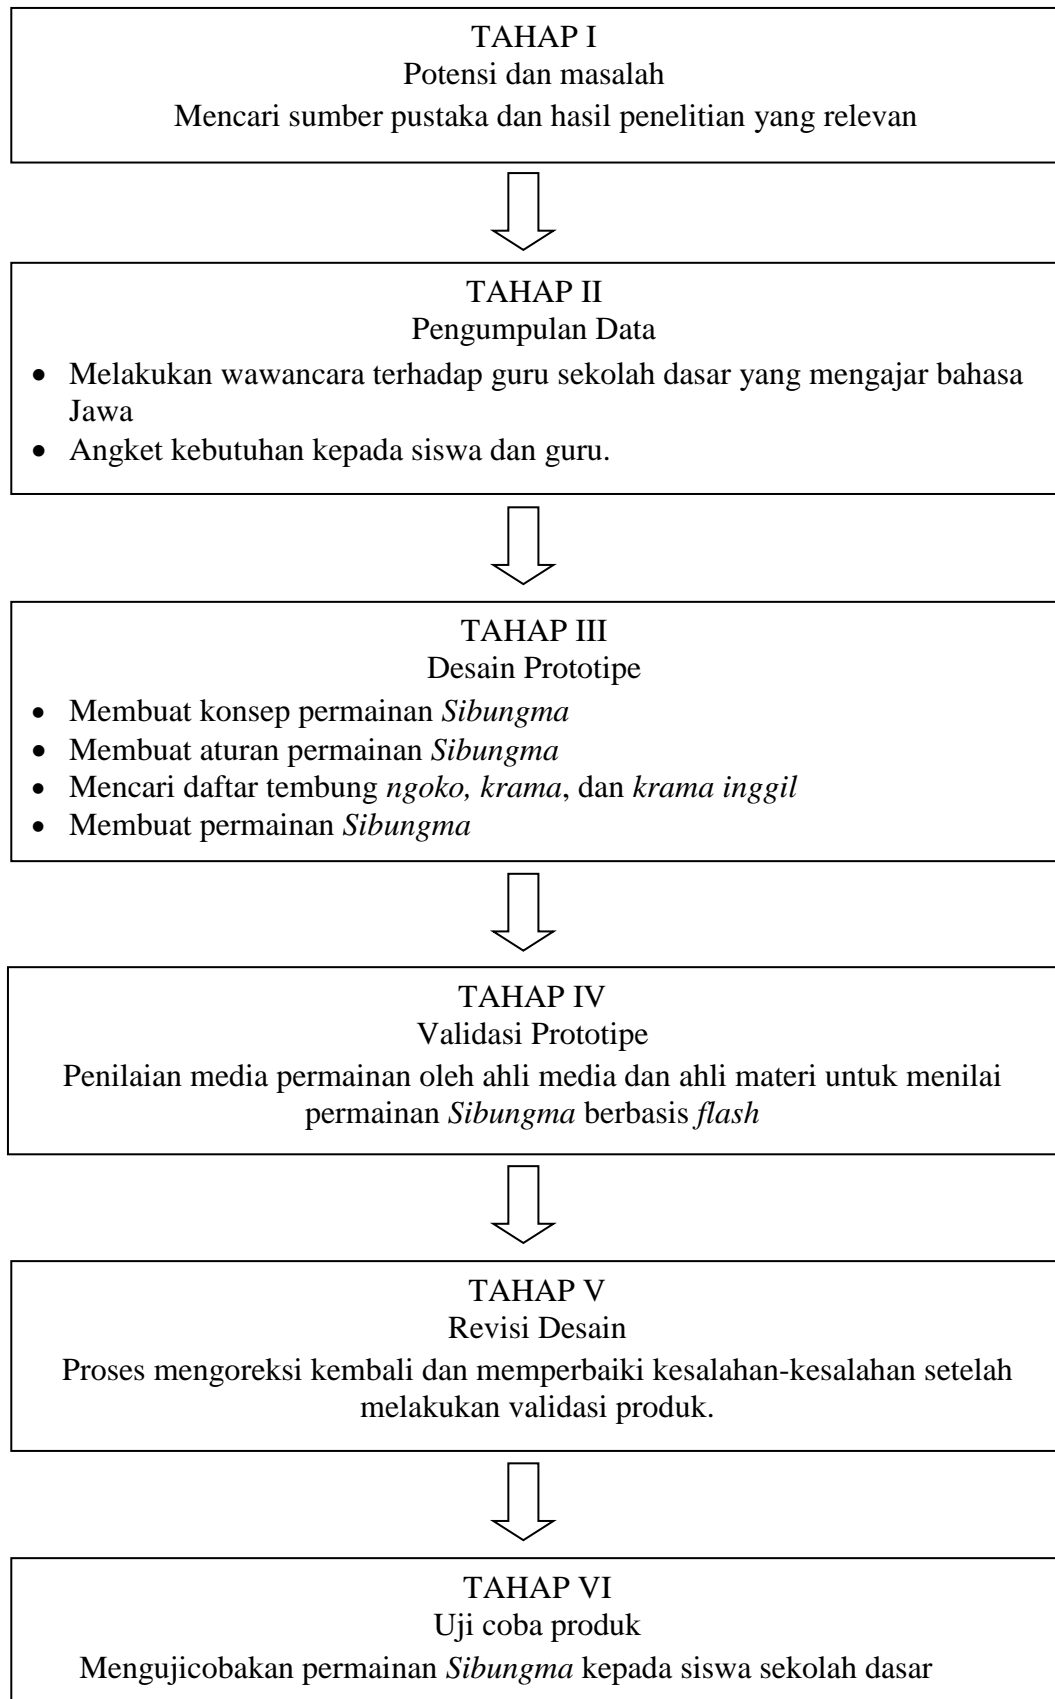 TAHAP I
Potensi dan masalah
Mencari sumber pustaka dan hasil penelitian yang relevan
TAHAP II
Pengumpulan Data
• Melakukan wawancara terhadap guru sekolah dasar yang mengajar bahasa
Jawa
• Angket kebutuhan kepada siswa dan guru.
TAHAP III
Desain Prototipe
• Membuat konsep permainan Sibungma
• Membuat aturan permainan Sibungma
• Mencari daftar tembung ngoko, krama, dan krama inggil
• Membuat permainan Sibungma
TAHAP IV
Validasi Prototipe
Penilaian media permainan oleh ahli media dan ahli materi untuk menilai
permainan Sibungma berbasis flash
TAHAP V
Revisi Desain
Proses mengoreksi kembali dan memperbaiki kesalahan-kesalahan setelah
melakukan validasi produk.
TAHAP VI
Uji coba produk
Mengujicobakan permainan Sibungma kepada siswa sekolah dasar